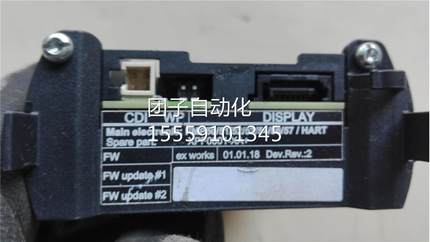 CDI WP DISPLAY
团子自动化
Main /57 / HART
15559101345
Spare part:
FW ex works 01.01.18 Dev.Rev.:2
FW update #1
FW update #2